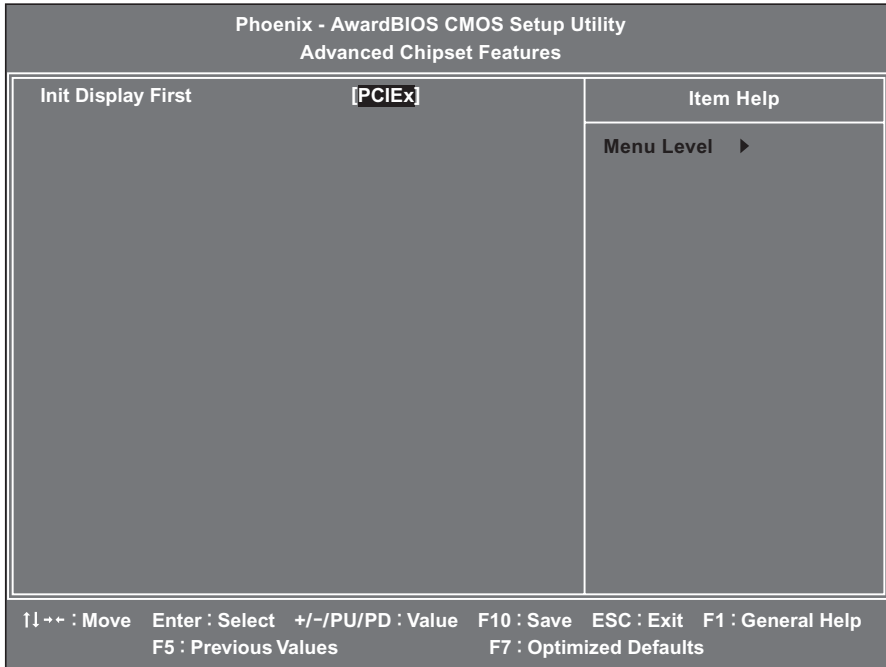 Phoenix - AwardBIOS CMOS Setup Utility
Advanced Chipset Features
Init Display First [PCIEx]
Item Help
Menu Level ▶
↑↓→← : Move Enter : Select +/-/PU/PD : Value F10 : Save ESC : Exit F1 : General Help
F5 : Previous Values F7 : Optimized Defaults